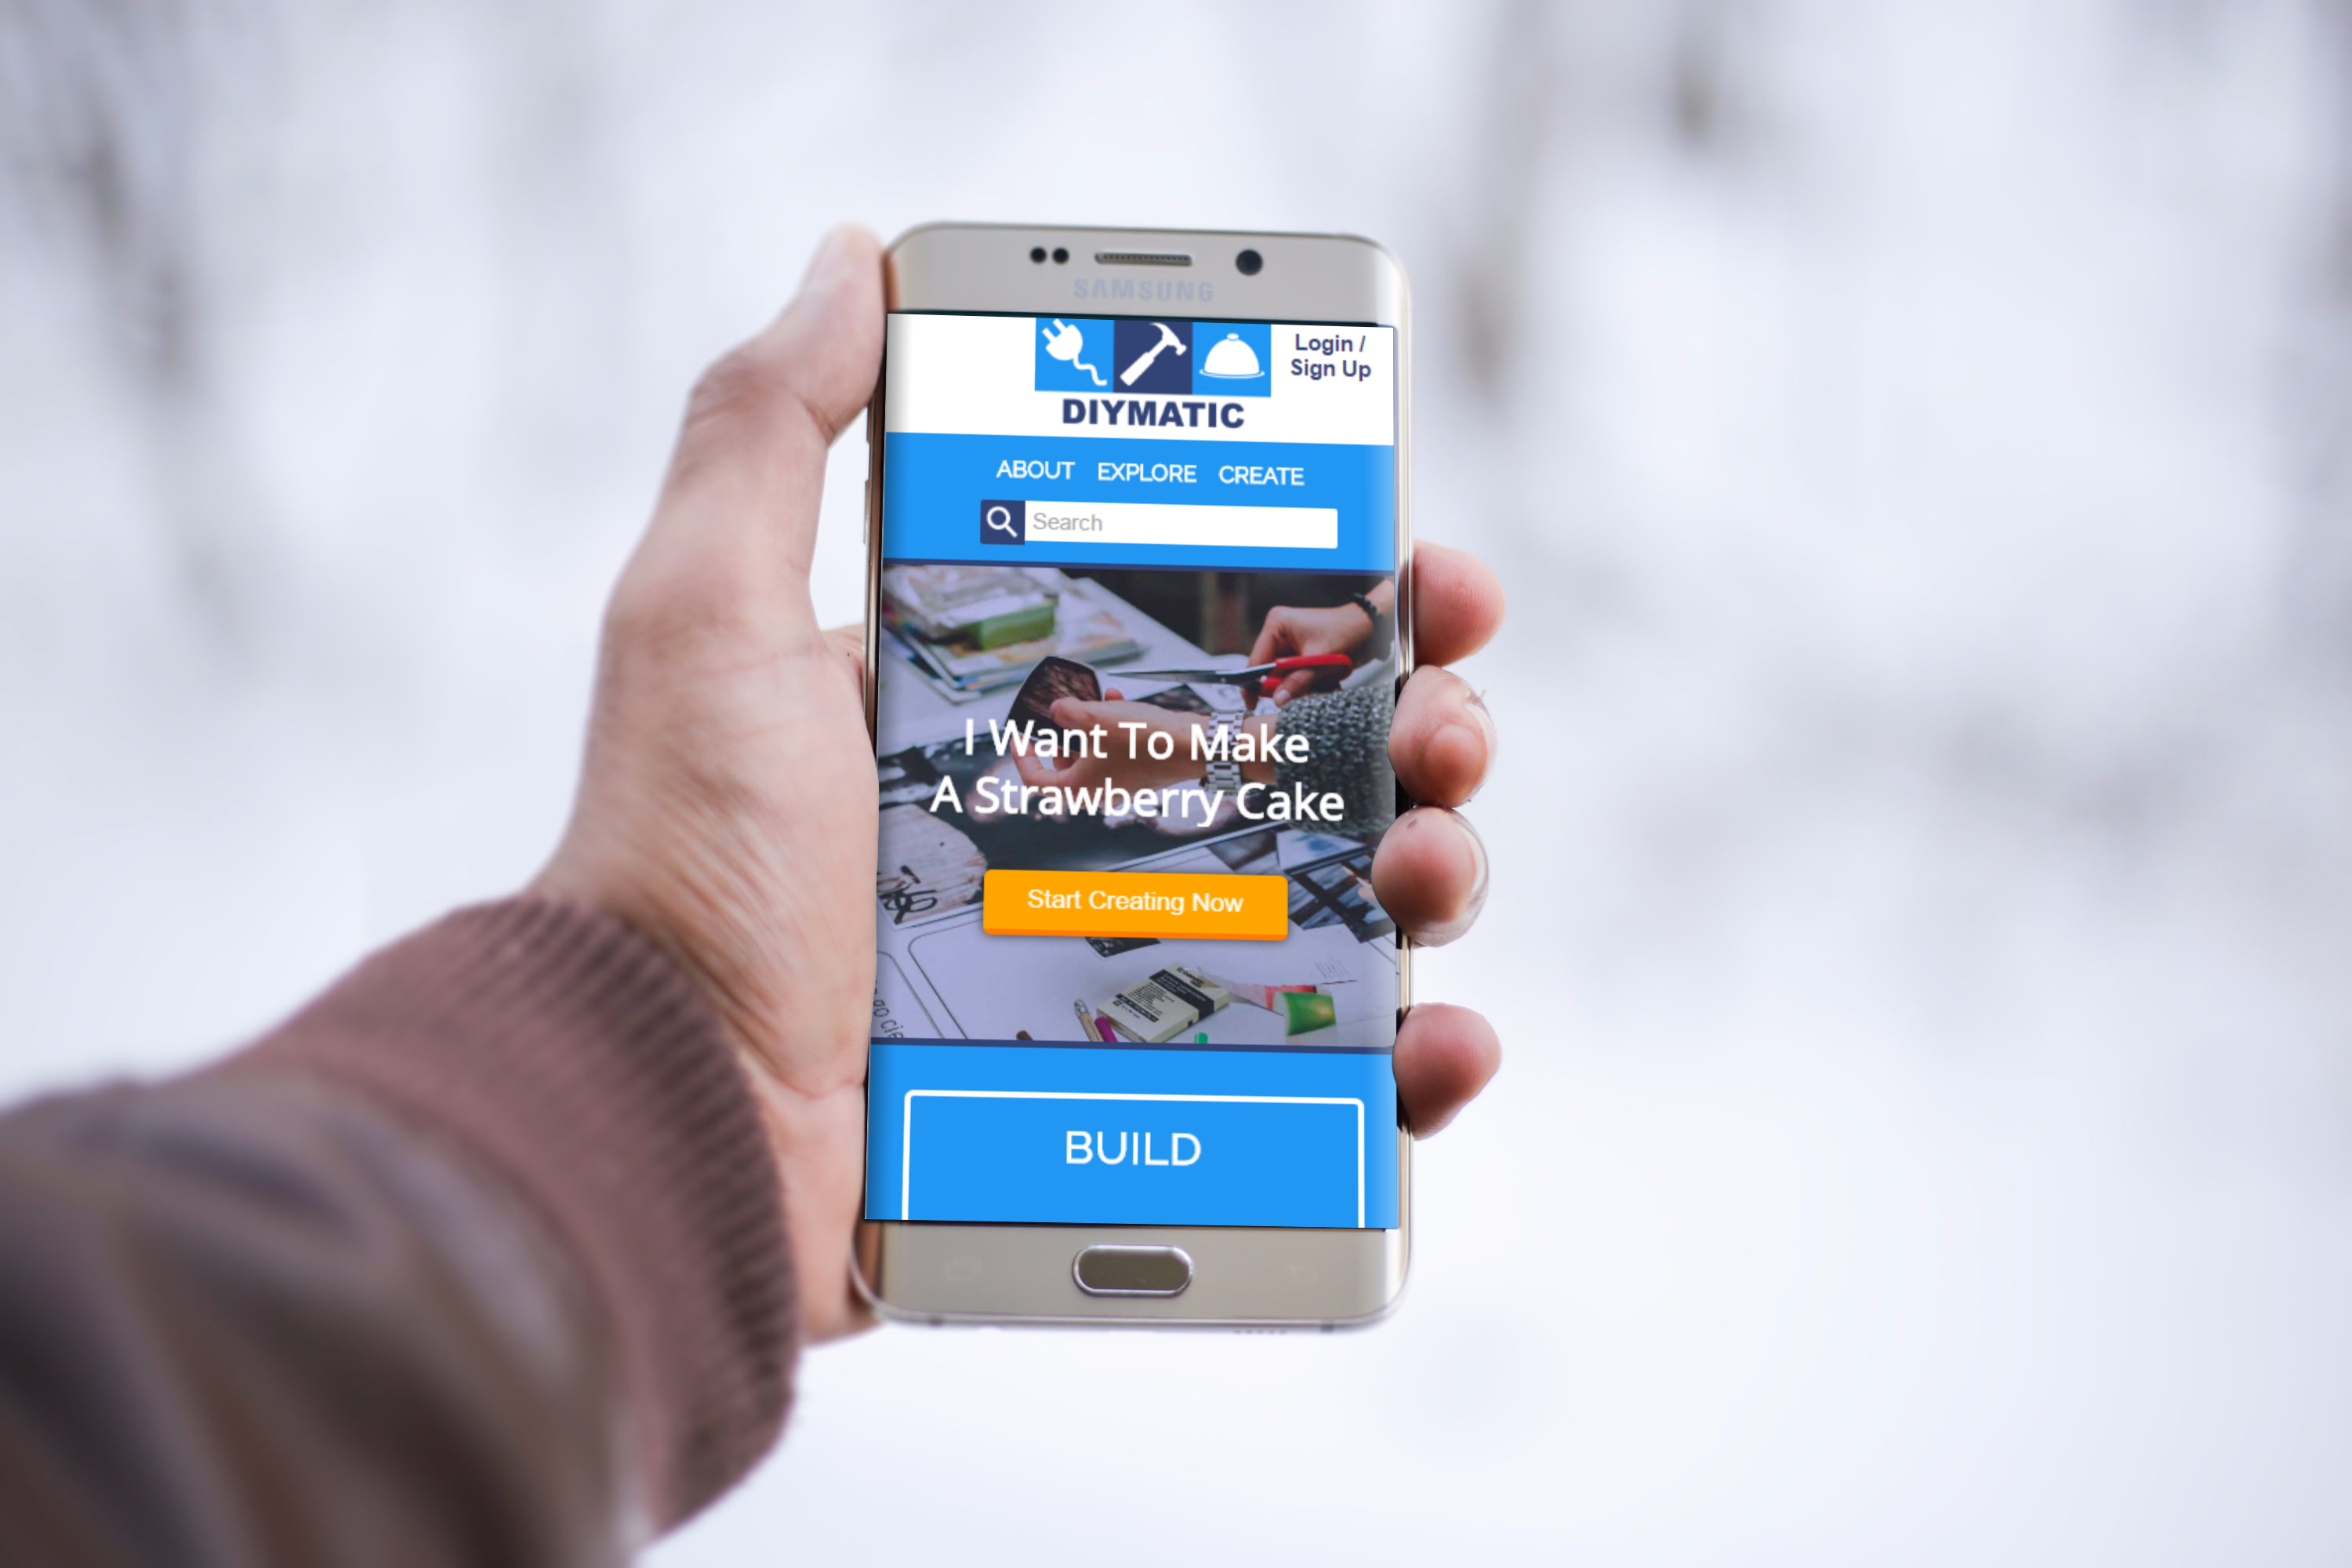 SAMSUNG
Login /
Sign Up
DIYMATIC
ABOUT EXPLORE CREATE
Search
I Want To Make
A Strawberry Cake
Start Creating Now
BUILD